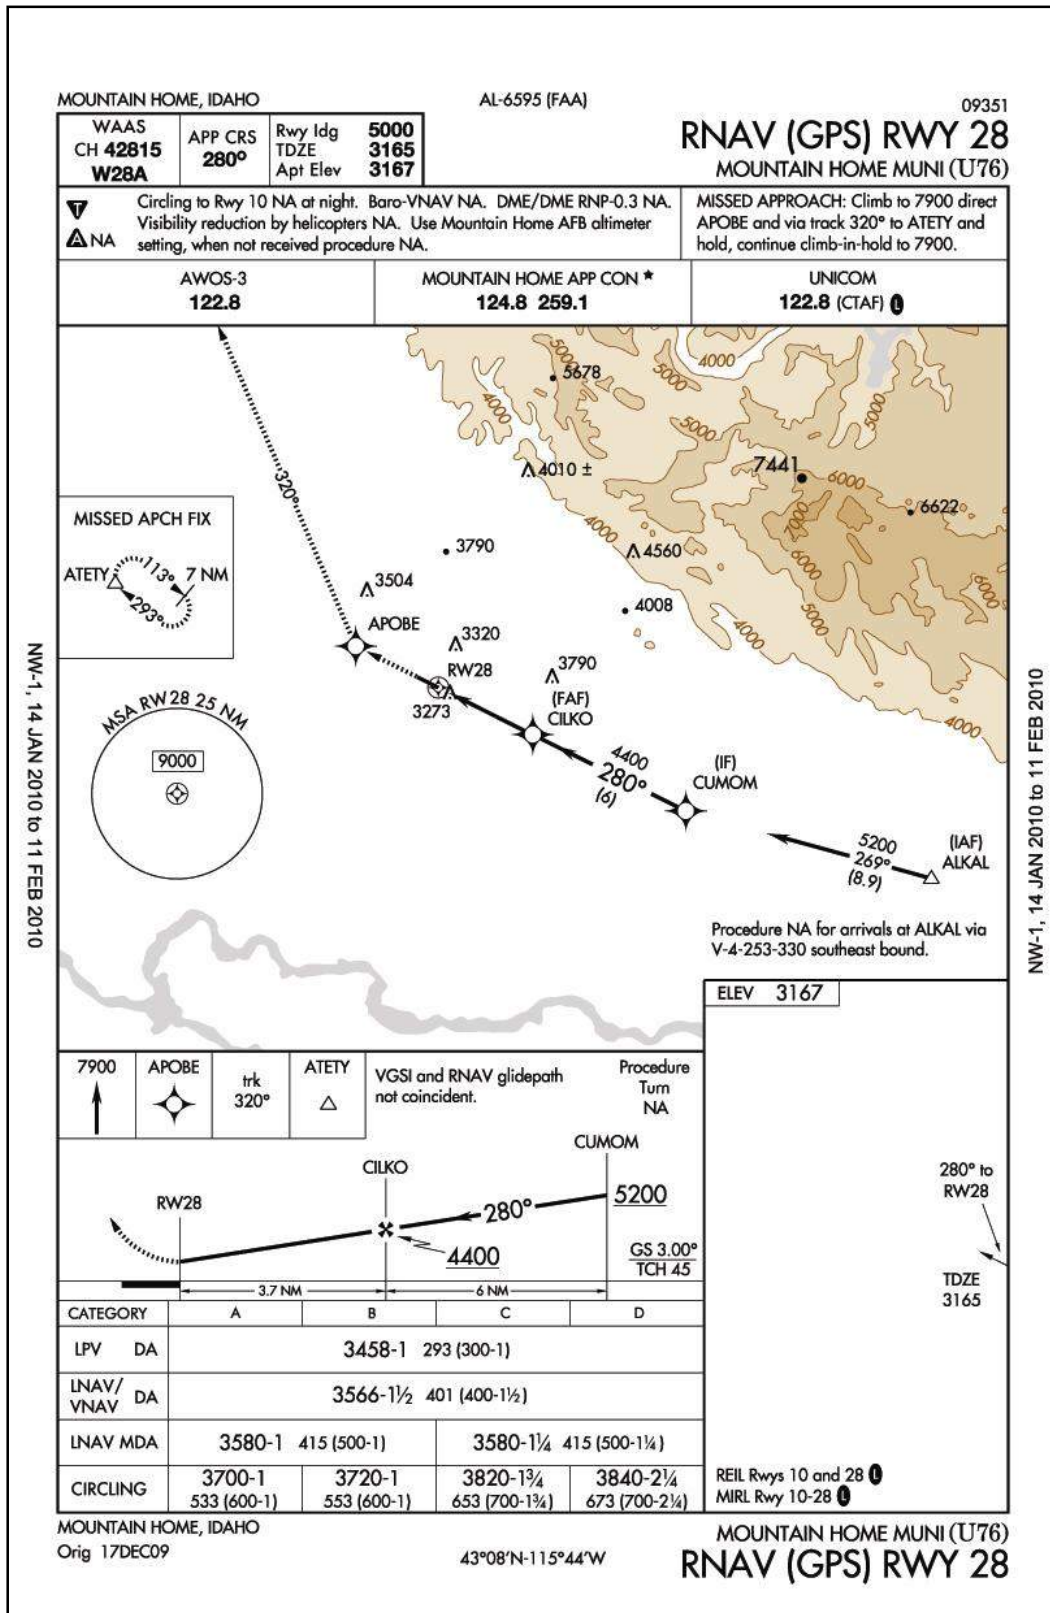 MOUNTAIN HOME, IDAHO
AL-6595 (FAA)
09351
WAAS
CH 42815
W28A
APP CRS
280°
Rwy ldg 5000
TDZE 3165
Apt Elev 3167
RNAV (GPS) RWY 28
MOUNTAIN HOME MUNI (U76)
T
A NA
Circling to Rwy 10 NA at night. Baro-VNAV NA. DME/DME RNP-0.3 NA.
Visibility reduction by helicopters NA. Use Mountain Home AFB altimeter
setting, when not received procedure NA.
MISSED APPROACH: Climb to 7900 direct
APOBE and via track 320° to ATETY and
hold, continue climb-in-hold to 7900.
AWOS-3
122.8
MOUNTAIN HOME APP CON ★
124.8 259.1
UNICOM
122.8 (CTAF) L
5000
5678
4000
5000
4000
5000
5000
4010 ±
7441
6000
6622
7000
6000
6000
5000
4000
4000
4000
320°
3790
4560
4008
3504
3320
3790
MISSED APCH FIX
ATETY
113°
7 NM
293°
APOBE
RW28
3273
(FAF)
CILKO
4400
280°
(6)
(IF)
CUMOM
5200
269°
(8.9)
(IAF)
ALKAL
MSA RW28 25 NM
9000
Procedure NA for arrivals at ALKAL via
V-4-253-330 southeast bound.
NW-1, 14 JAN 2010 to 11 FEB 2010
NW-1, 14 JAN 2010 to 11 FEB 2010
ELEV 3167
7900
APOBE
trk
320°
ATETY
VGSI and RNAV glidepath
not coincident.
Procedure
Turn
NA
CUMOM
CILKO
RW28
280°
5200
4400
GS 3.00°
TCH 45
3.7 NM
6 NM
280° to
RW28
TDZE
3165
CATEGORY A B C D
LPV DA 3458-1 293 (300-1)
LNAV/
VNAV DA 3566-1½ 401 (400-1½)
LNAV MDA 3580-1 415 (500-1) 3580-1¼ 415 (500-1¼)
CIRCLING
3700-1 3720-1 3820-1¾ 3840-2¼
533 (600-1) 553 (600-1) 653 (700-1¾) 673 (700-2¼)
REIL Rwys 10 and 28 L
MIRL Rwy 10-28 L
MOUNTAIN HOME, IDAHO
Orig 17DEC09
43°08'N-115°44'W
MOUNTAIN HOME MUNI (U76)
RNAV (GPS) RWY 28